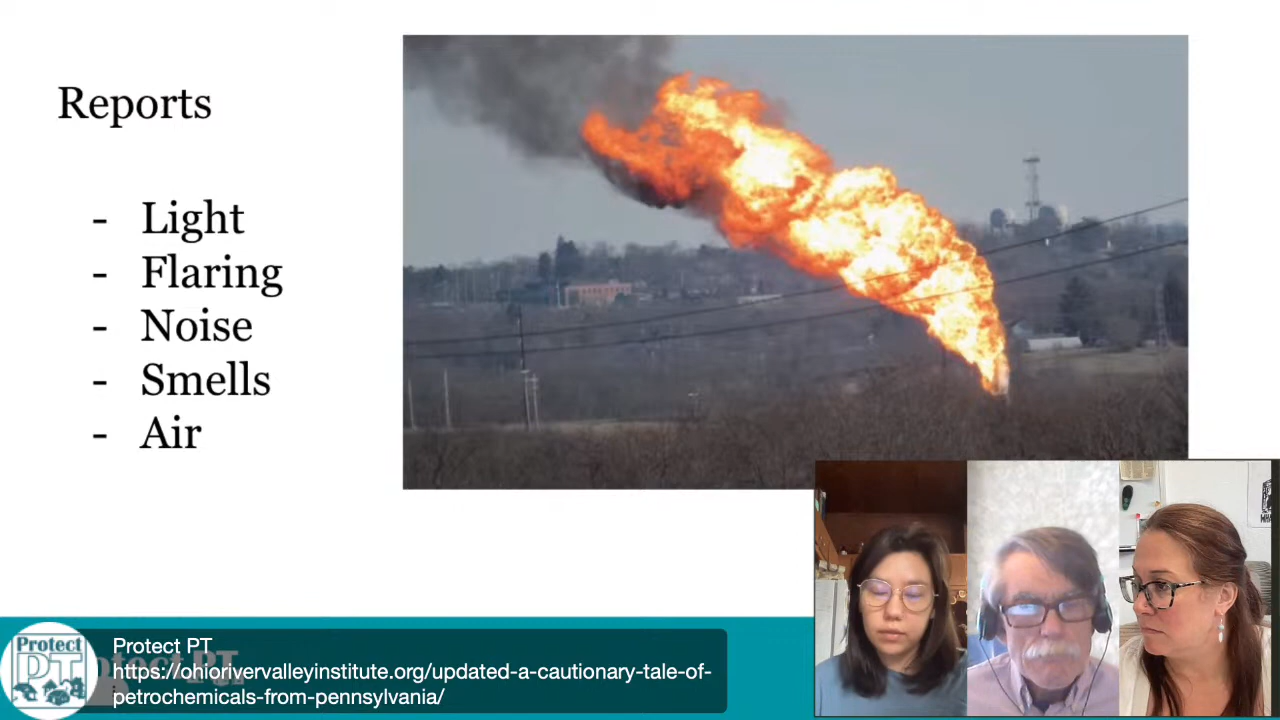 Reports
- Light
- Flaring
- Noise
- Smells
- Air
Protect
PT
Protect PT
https://ohiorivervalleyinstitute.org/updated-a-cautionary-tale-of-
petrochemicals-from-pennsylvania/